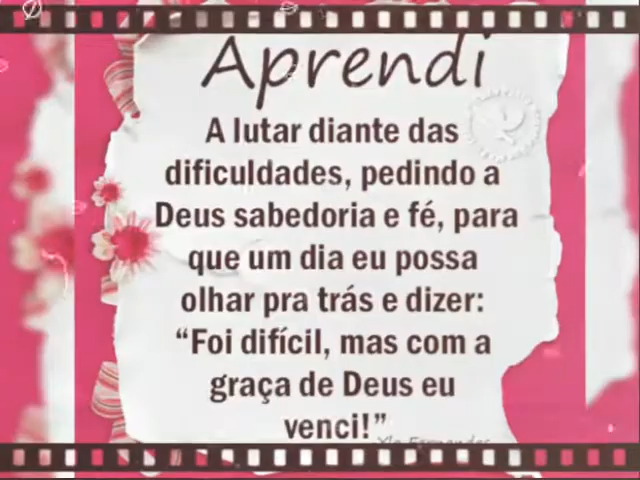 Aprendi
A lutar diante das
dificuldades, pedindo a
Deus sabedoria e fé, para
que um dia eu possa
olhar pra trás e dizer:
“Foi difícil, mas com a
graça de Deus eu
venci!”
Fernandes